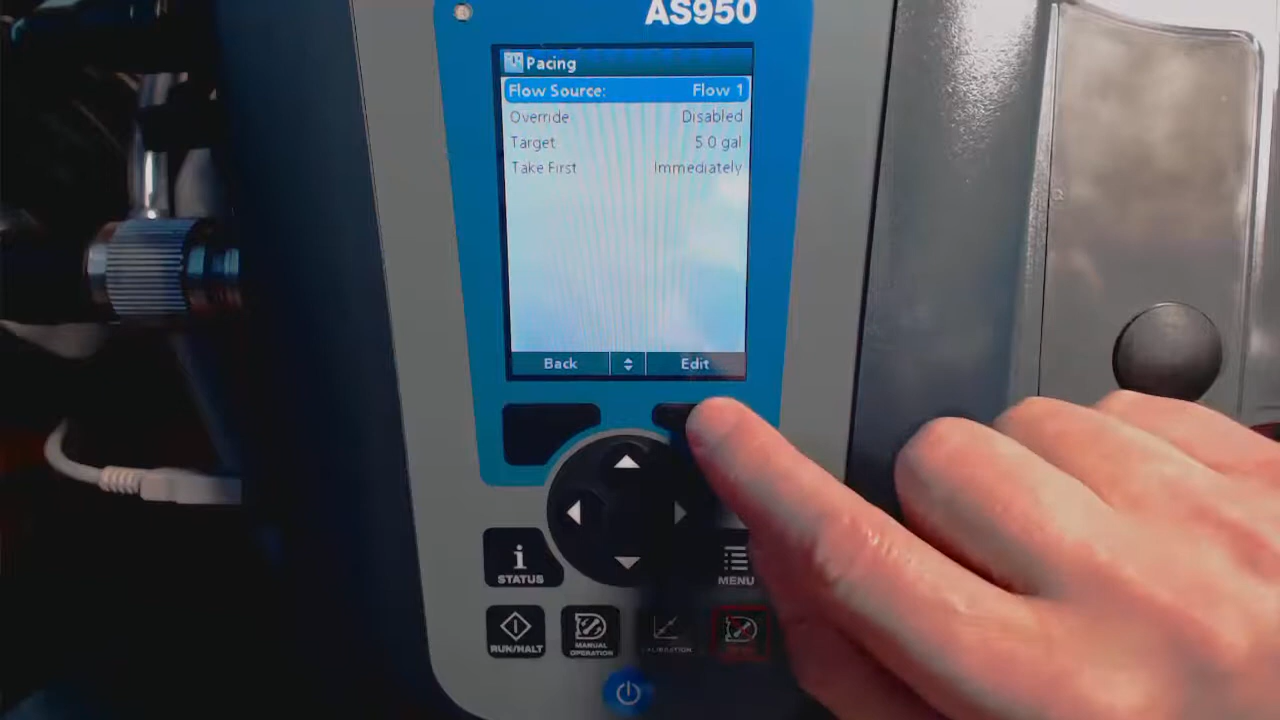 AS950
Pacing
Flow Source: Flow 1
Override Disabled
Target 5.0 gal
Take First Immediately
Back Edit
i
STATUS
MENU
RUN/HALT
MANUAL
OPERATION
CALIBRATION